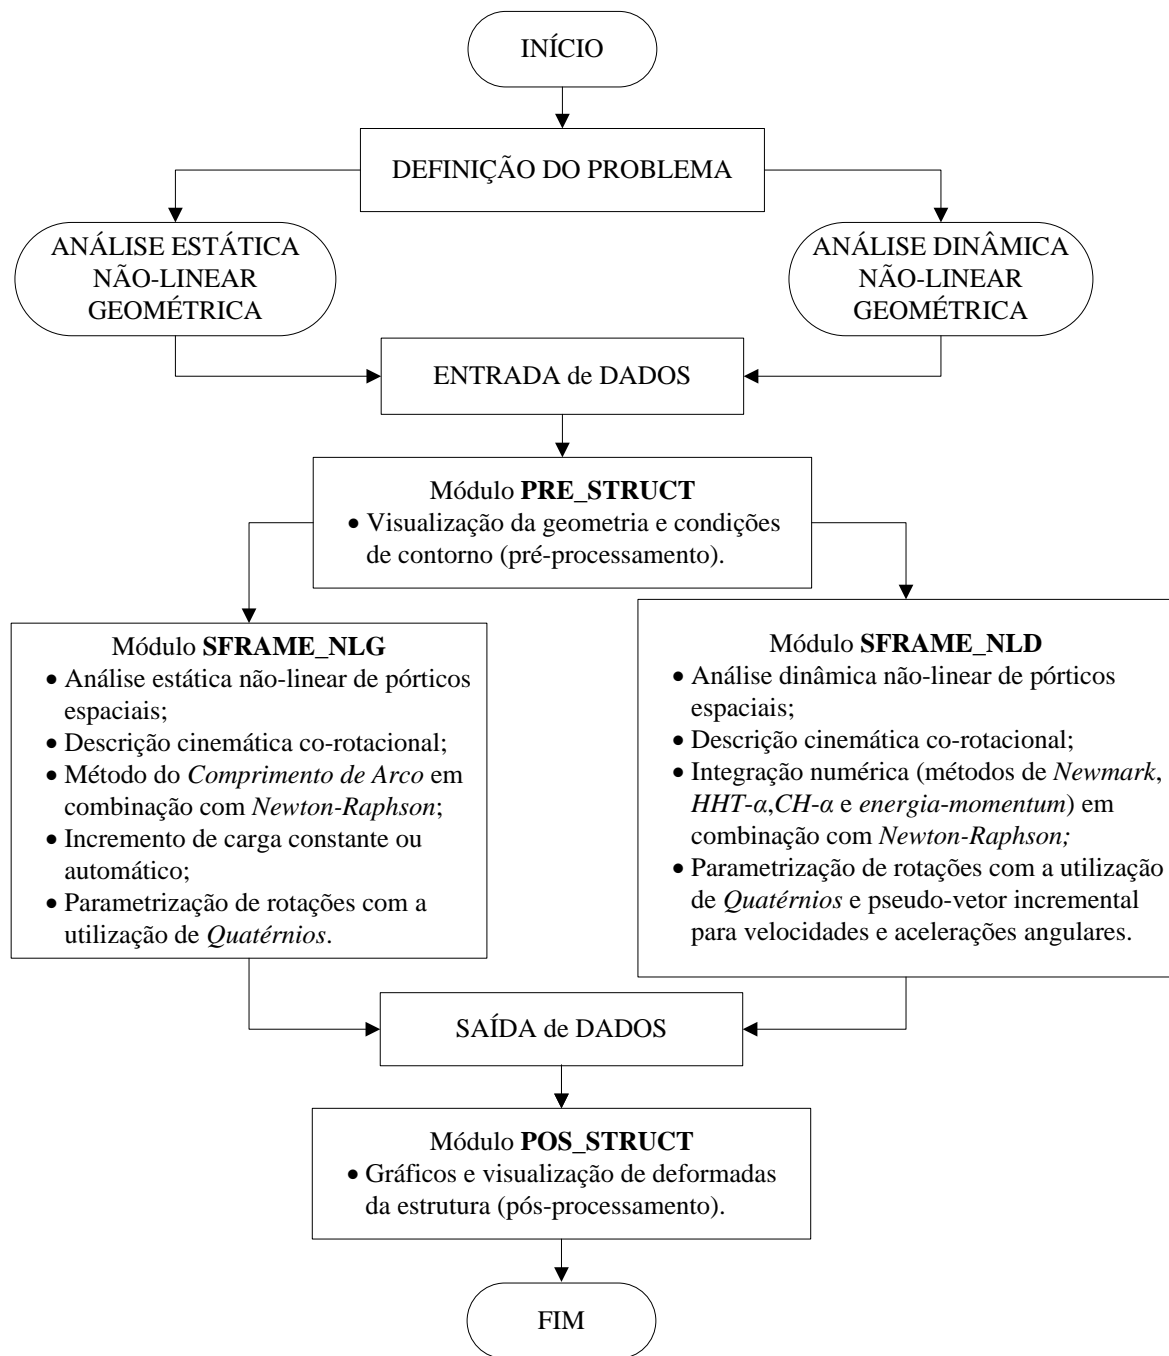 INÍCIO
DEFINIÇÃO DO PROBLEMA
ANÁLISE ESTÁTICA
NÃO-LINEAR
GEOMÉTRICA
ANÁLISE DINÂMICA
NÃO-LINEAR
GEOMÉTRICA
ENTRADA de DADOS
Módulo PRE_STRUCT
• Visualização da geometria e condições
de contorno (pré-processamento).
Módulo SFRAME_NLG
• Análise estática não-linear de pórticos
espaciais;
• Descrição cinemática co-rotacional;
• Método do Comprimento de Arco em
combinação com Newton-Raphson;
• Incremento de carga constante ou
automático;
• Parametrização de rotações com a
utilização de Quatérnios.
Módulo SFRAME_NLD
• Análise dinâmica não-linear de pórticos
espaciais;
• Descrição cinemática co-rotacional;
• Integração numérica (métodos de Newmark,
HHT-α,CH-α e energia-momentum) em
combinação com Newton-Raphson;
• Parametrização de rotações com a utilização
de Quatérnios e pseudo-vetor incremental
para velocidades e acelerações angulares.
SAÍDA de DADOS
Módulo POS_STRUCT
• Gráficos e visualização de deformadas
da estrutura (pós-processamento).
FIM